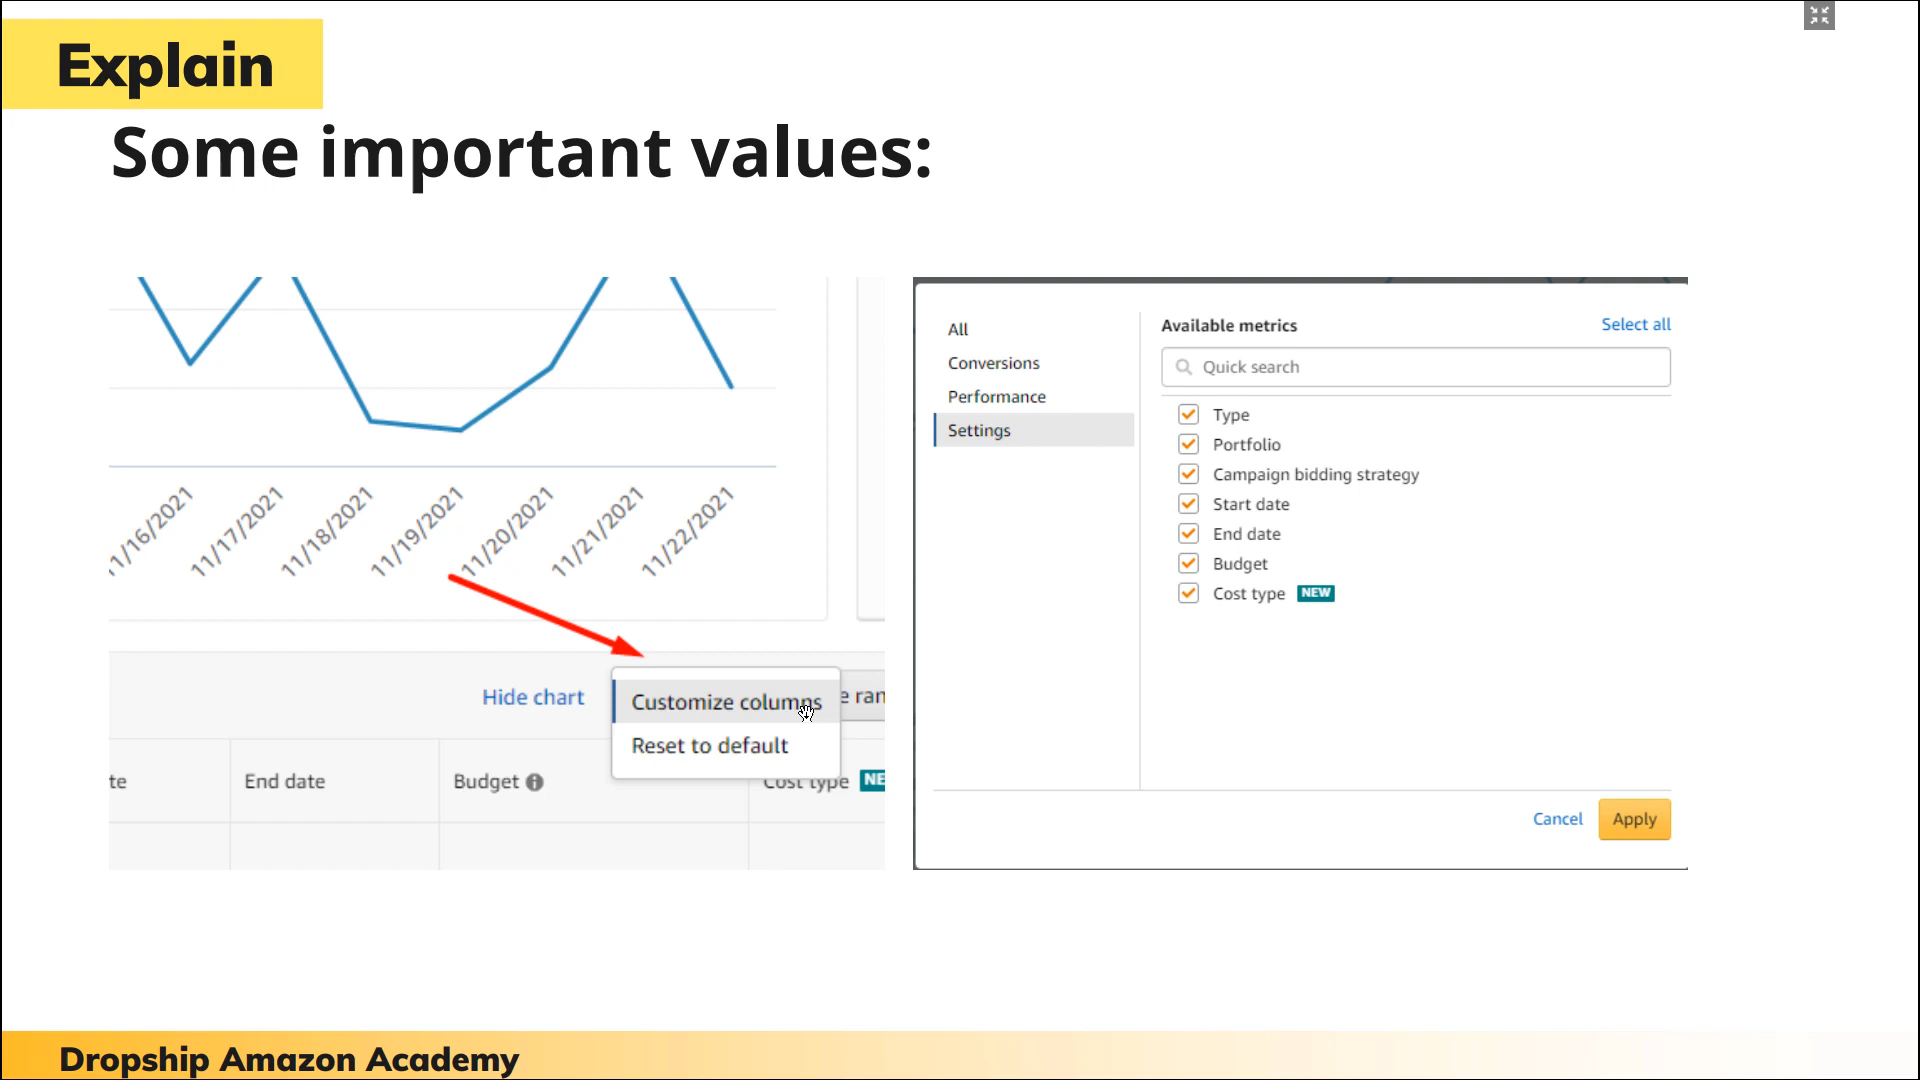 Explain
Some important values:
1/16/2021
11/17/2021
11/18/2021
11/19/2021
11/20/2021
11/21/2021
11/22/2021
Hide chart
Customize columns
e ran
Reset to default
te
End date
Budget
Cost type
NE
All
Conversions
Performance
Settings
Available metrics
Select all
Quick search
Type
Portfolio
Campaign bidding strategy
Start date
End date
Budget
Cost type NEW
Cancel
Apply
Dropship Amazon Academy